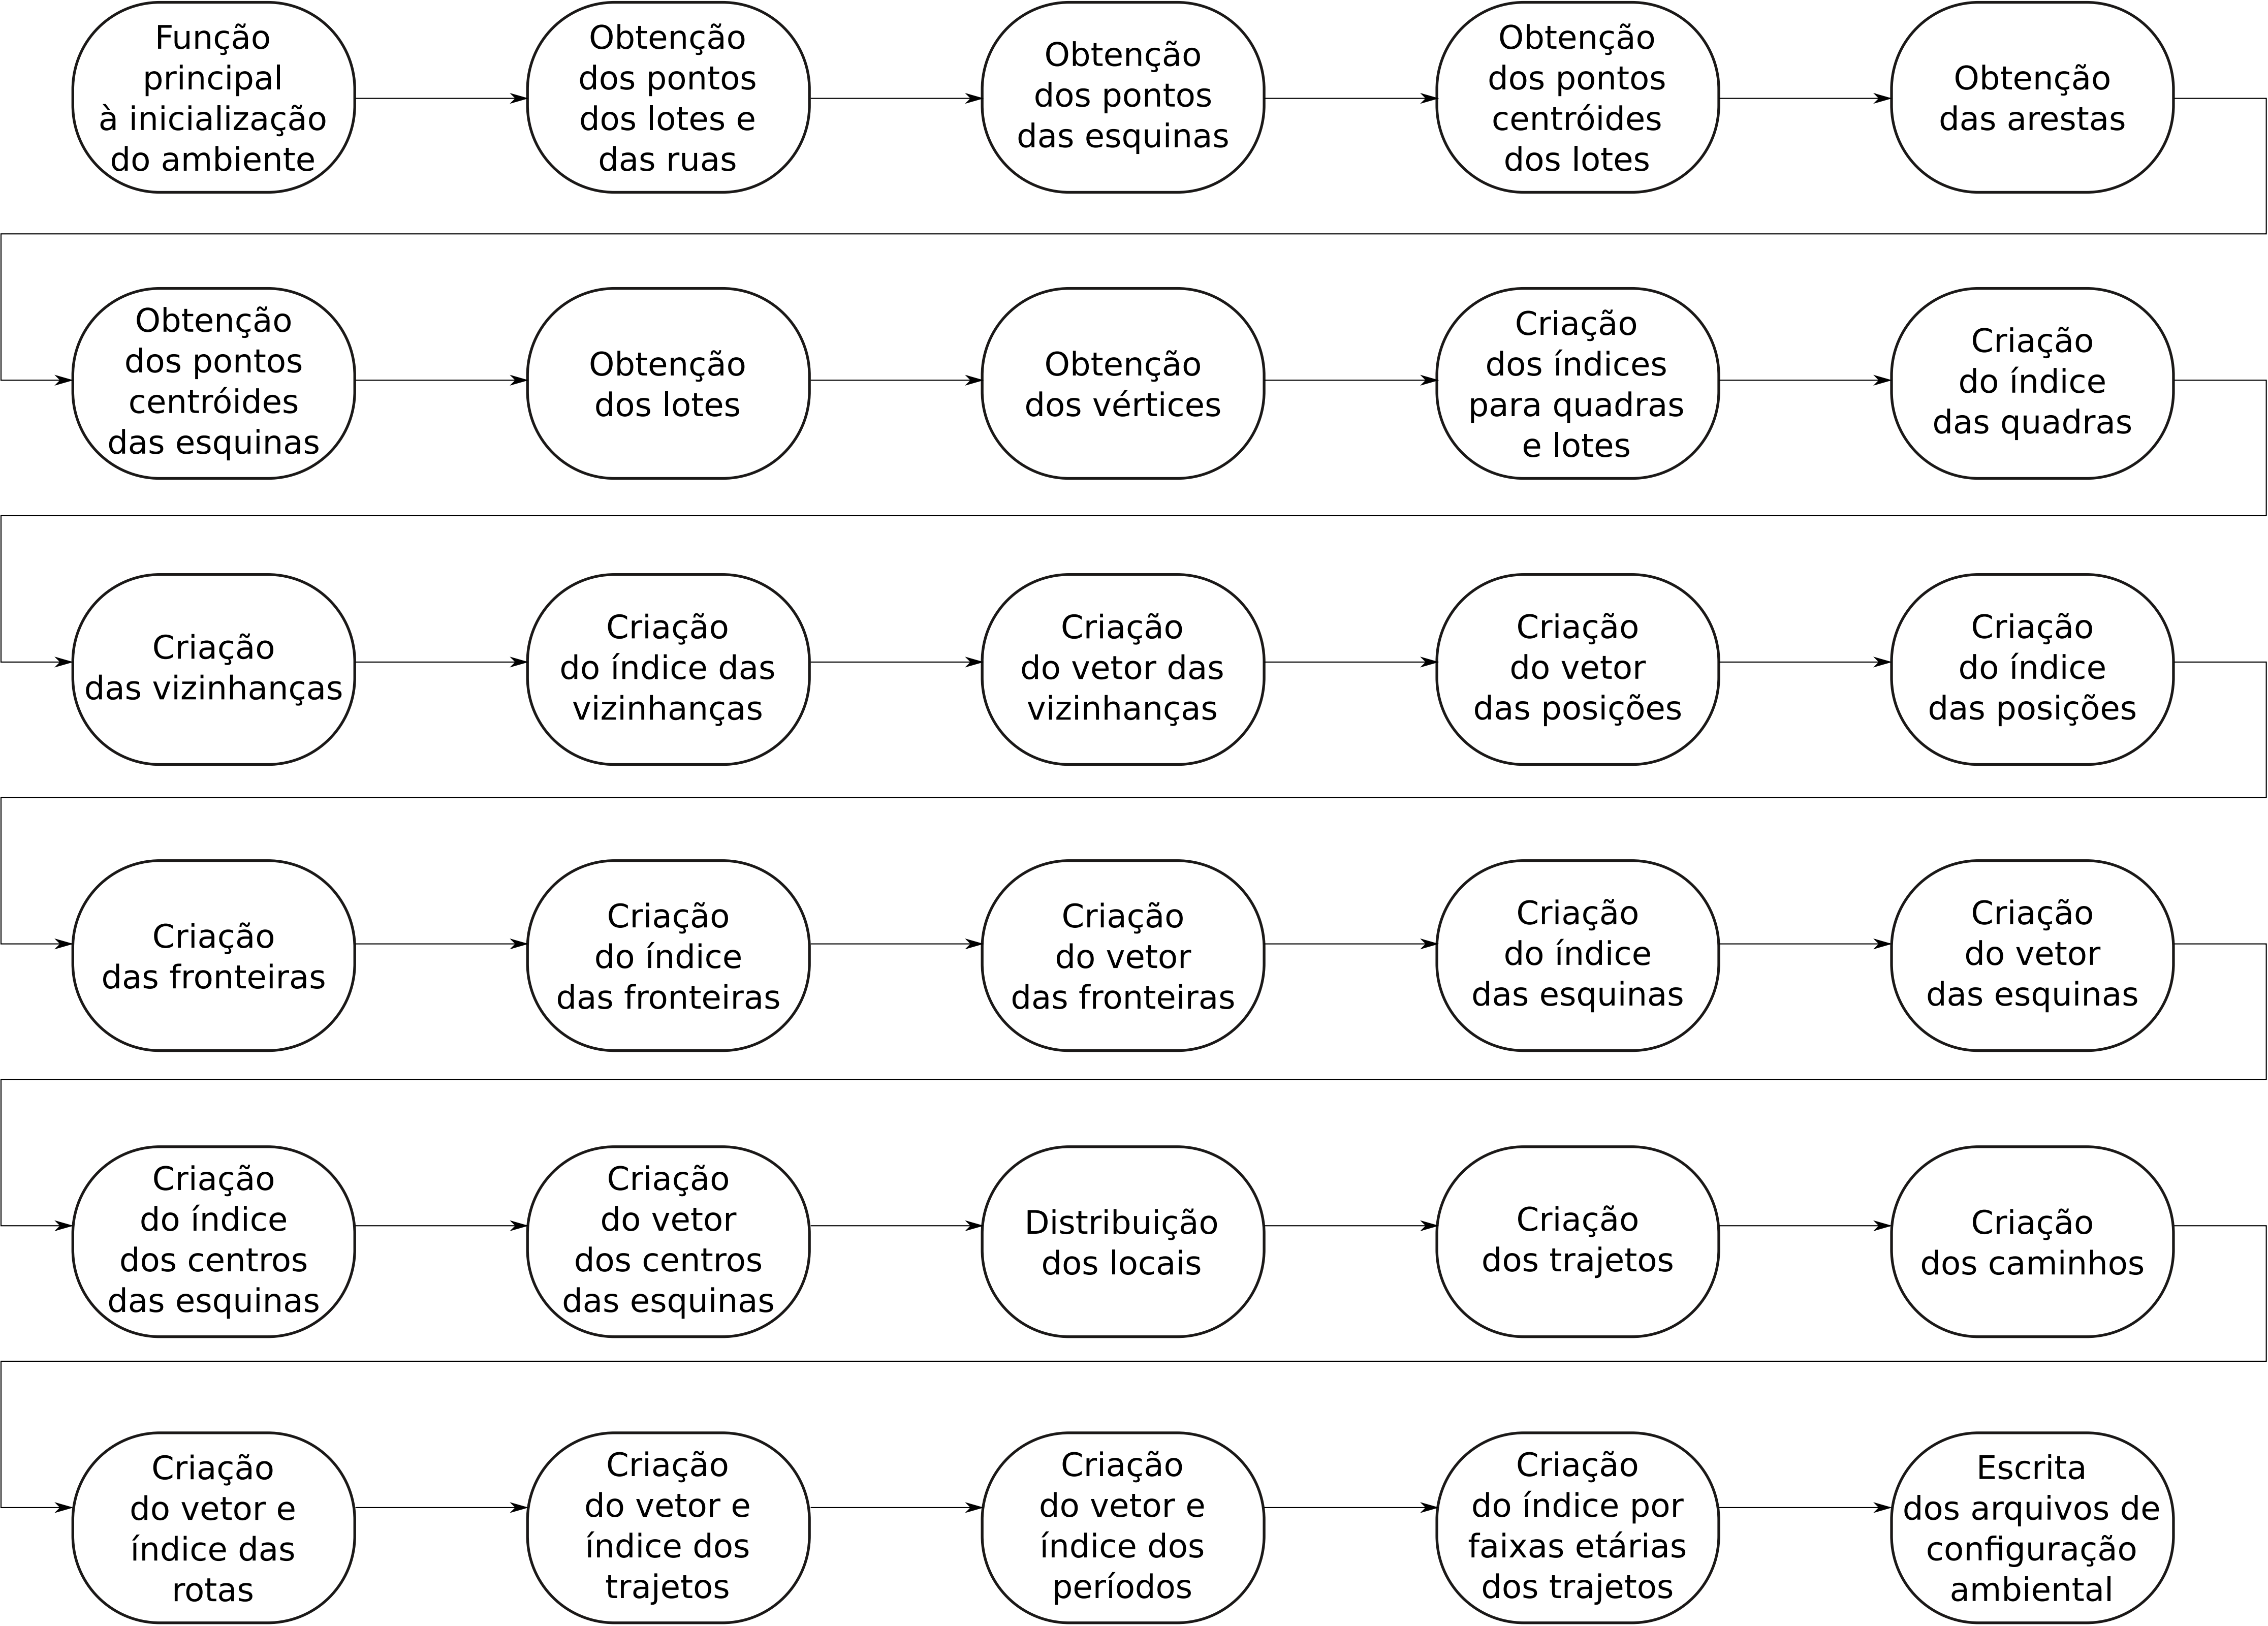 Função
principal
à inicialização
do ambiente
Obtenção
dos pontos
dos lotes e
das ruas
Obtenção
dos pontos
das esquinas
Obtenção
dos pontos
centróides
dos lotes
Obtenção
das arestas
Obtenção
dos pontos
centróides
das esquinas
Obtenção
dos lotes
Obtenção
dos vértices
Criação
dos índices
para quadras
e lotes
Criação
do índice
das quadras
Criação
das vizinhanças
Criação
do índice das
vizinhanças
Criação
do vetor das
vizinhanças
Criação
do vetor
das posições
Criação
do índice
das posições
Criação
das fronteiras
Criação
do índice
das fronteiras
Criação
do vetor
das fronteiras
Criação
do índice
das esquinas
Criação
do vetor
das esquinas
Criação
do índice
dos centros
das esquinas
Criação
do vetor
dos centros
das esquinas
Distribuição
dos locais
Criação
dos trajetos
Criação
dos caminhos
Criação
do vetor e
índice das
rotas
Criação
do vetor e
índice dos
trajetos
Criação
do vetor e
índice dos
períodos
Criação
do índice por
faixas etárias
dos trajetos
Escrita
dos arquivos de
configuração
ambiental